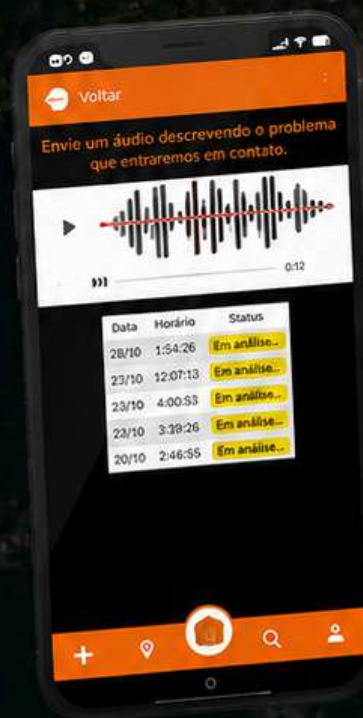 Voltar
Envie um áudio descrevendo o problema
que entraremos em contato.
0:12
Data Horário Status
28/10 1:54:26 Em análise...
23/10 12:07:13 Em análise...
23/10 4:00:53 Em análise...
23/10 3:39:26 Em análise...
20/10 2:46:55 Em análise...